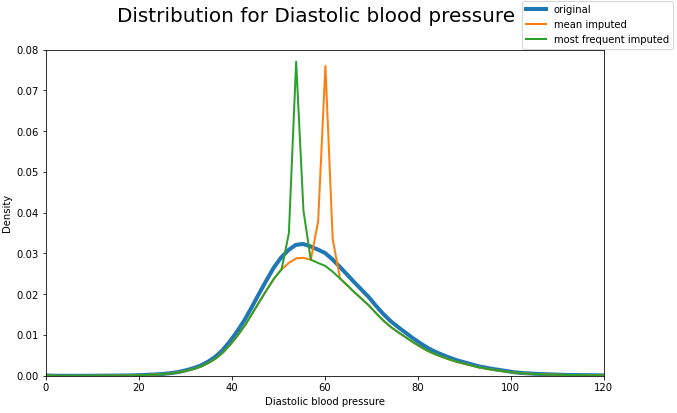 Distribution for Diastolic blood pressure
original
mean imputed
most frequent imputed
0.08
0.07
0.06
0.05
0.04
0.03
0.02
0.01
0.00
Density
0 20 40 60 80 100 120
Diastolic blood pressure